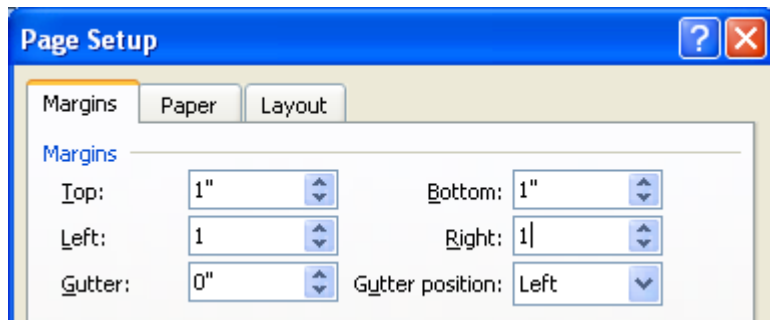 Page Setup
Margins Paper Layout
Margins
Top: 1" Bottom: 1"
Left: 1 Right: 1
Gutter: 0" Gutter position: Left